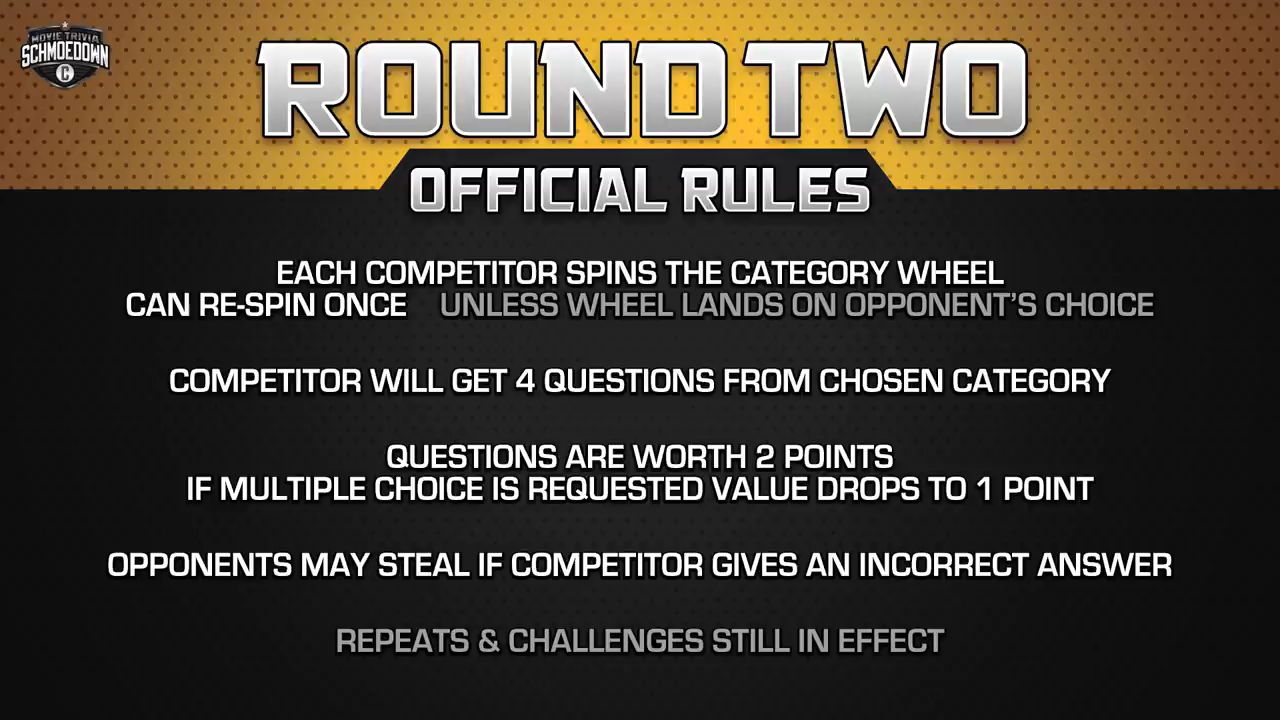 MOVIE TRIVIA
SCHMOEDOWN
C
ROUND TWO
OFFICIAL RULES
EACH COMPETITOR SPINS THE CATEGORY WHEEL
CAN RE-SPIN ONCE UNLESS WHEEL LANDS ON OPPONENT'S CHOICE
COMPETITOR WILL GET 4 QUESTIONS FROM CHOSEN CATEGORY
QUESTIONS ARE WORTH 2 POINTS
IF MULTIPLE CHOICE IS REQUESTED VALUE DROPS TO 1 POINT
OPPONENTS MAY STEAL IF COMPETITOR GIVES AN INCORRECT ANSWER
REPEATS & CHALLENGES STILL IN EFFECT